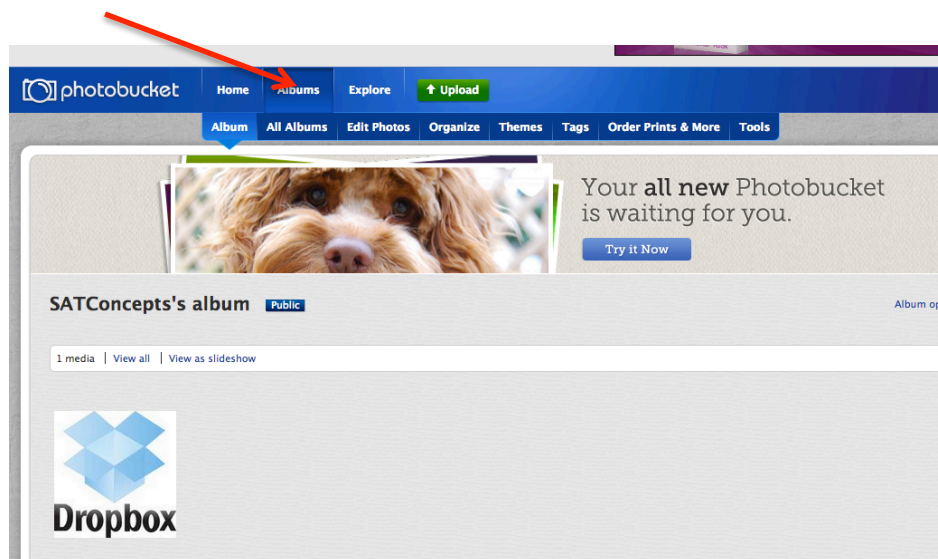 photobucket Home Albums Explore Upload
Album All Albums Edit Photos Organize Themes Tags Order Prints & More Tools
Your all new Photobucket
is waiting for you.
Try it Now
SATConcepts's album Public
Album op
1 media | View all | View as slideshow
Dropbox